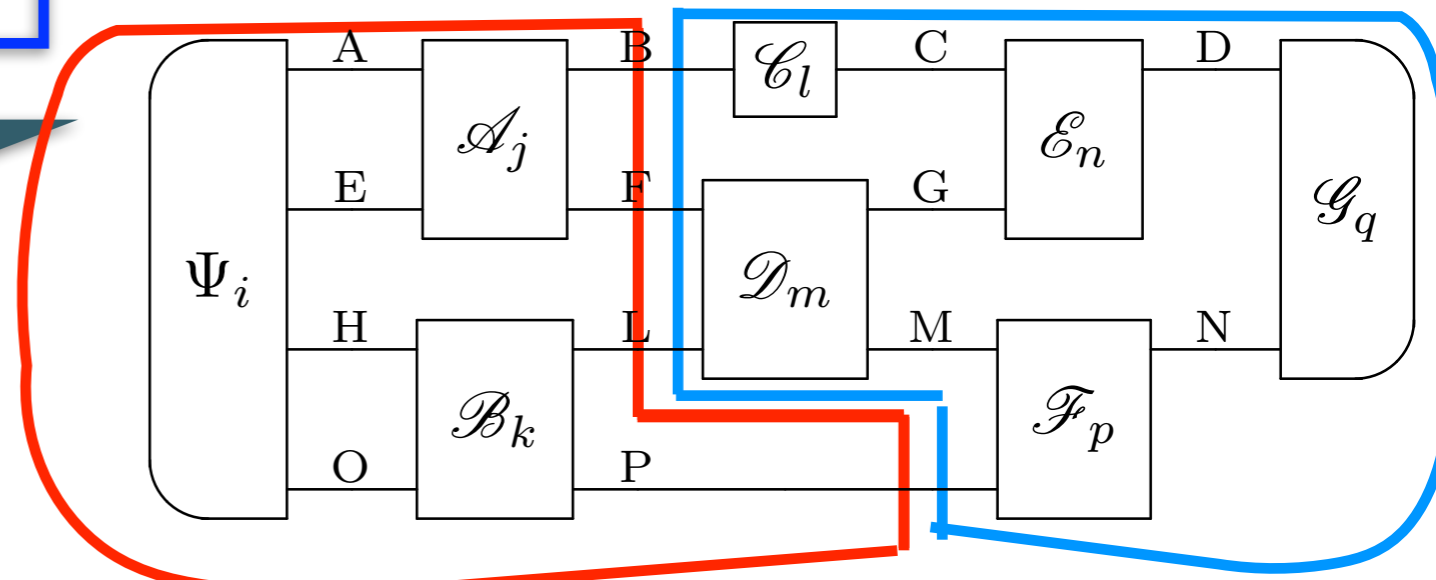 A B 𝒞_l C D
𝒜_j ℰ_n
E F G 𝒢_q
Ψ_i 𝒟_m
H L M N
ℬ_k ℱ_p
O P